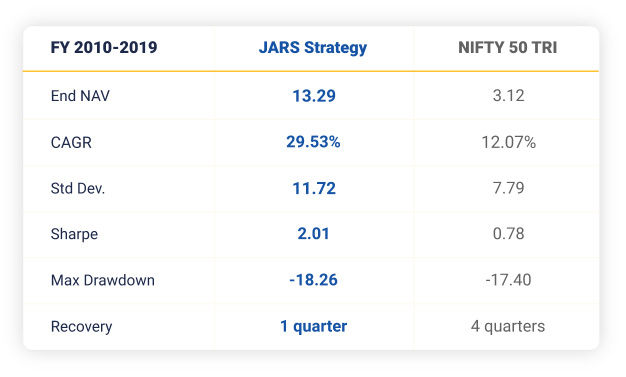 FY 2010-2019 JARS Strategy NIFTY 50 TRI
End NAV 13.29 3.12
CAGR 29.53% 12.07%
Std Dev. 11.72 7.79
Sharpe 2.01 0.78
Max Drawdown -18.26 -17.40
Recovery 1 quarter 4 quarters